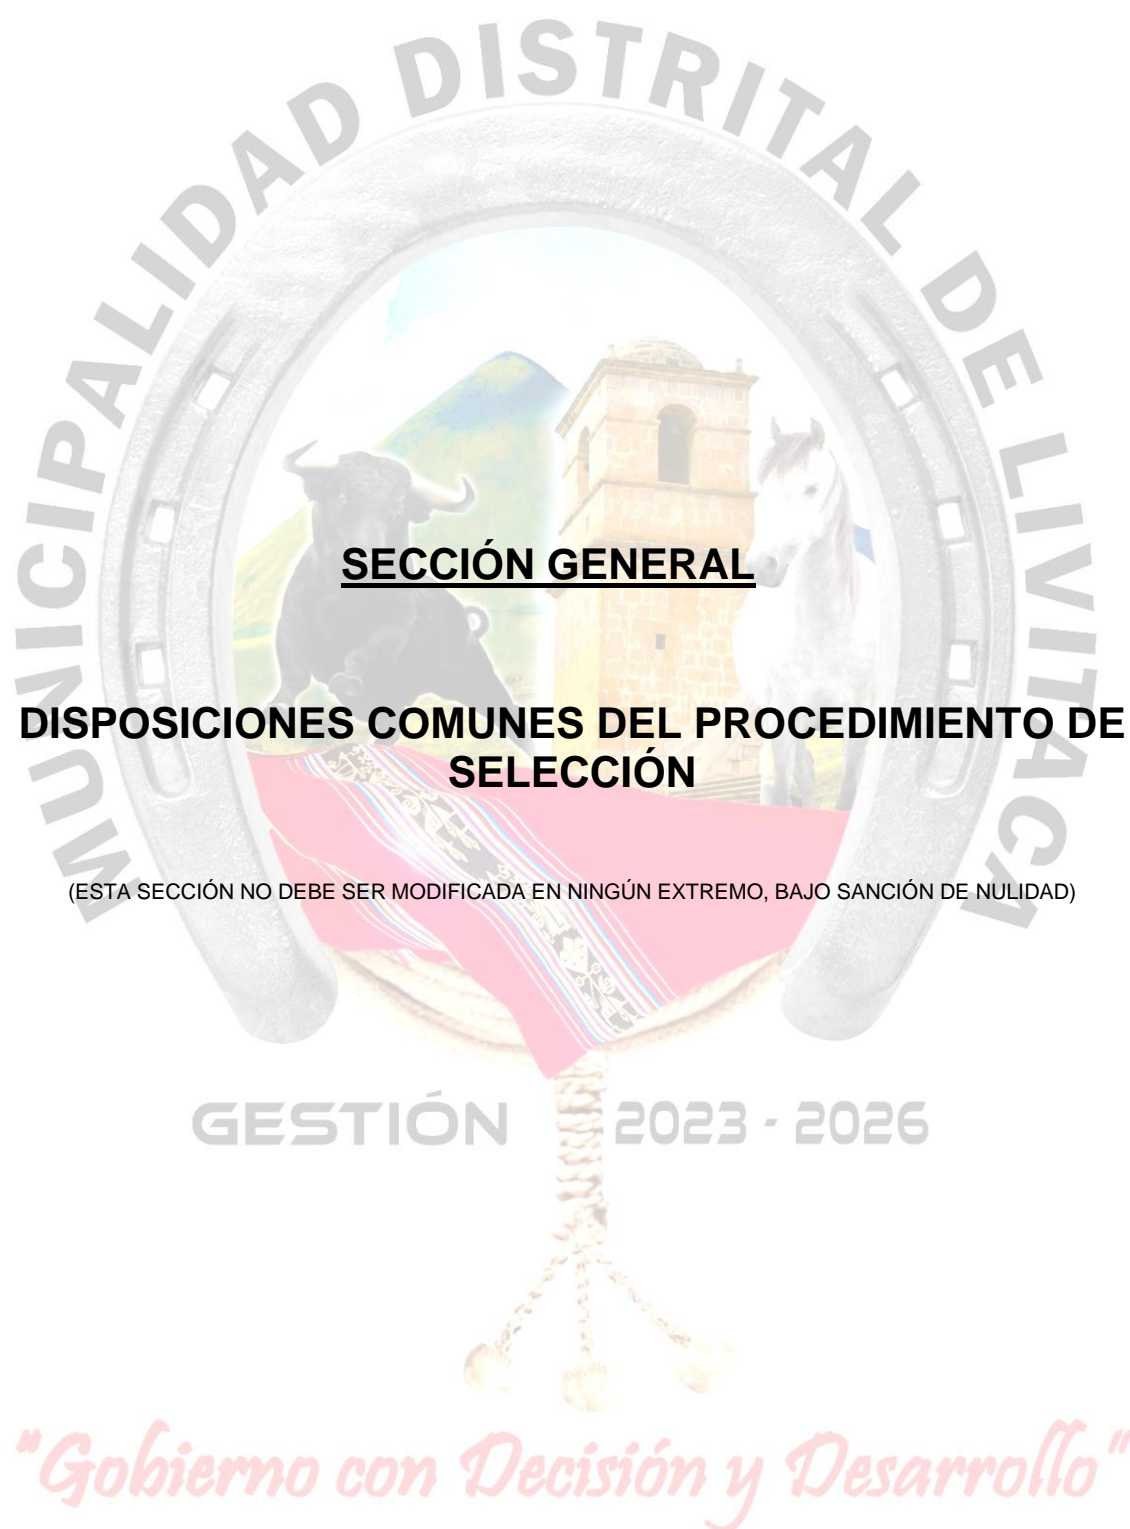 MUNICIPALIDAD DISTRITAL DE LIVITACA
SECCIÓN GENERAL
DISPOSICIONES COMUNES DEL PROCEDIMIENTO DE
SELECCIÓN
(ESTA SECCIÓN NO DEBE SER MODIFICADA EN NINGÚN EXTREMO, BAJO SANCIÓN DE NULIDAD)
GESTIÓN 2023 - 2026
"Gobierno con Decisión y Desarrollo"